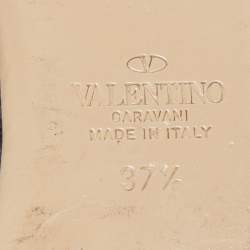 VALENTINO
GARAVANI
MADE IN ITALY
37½